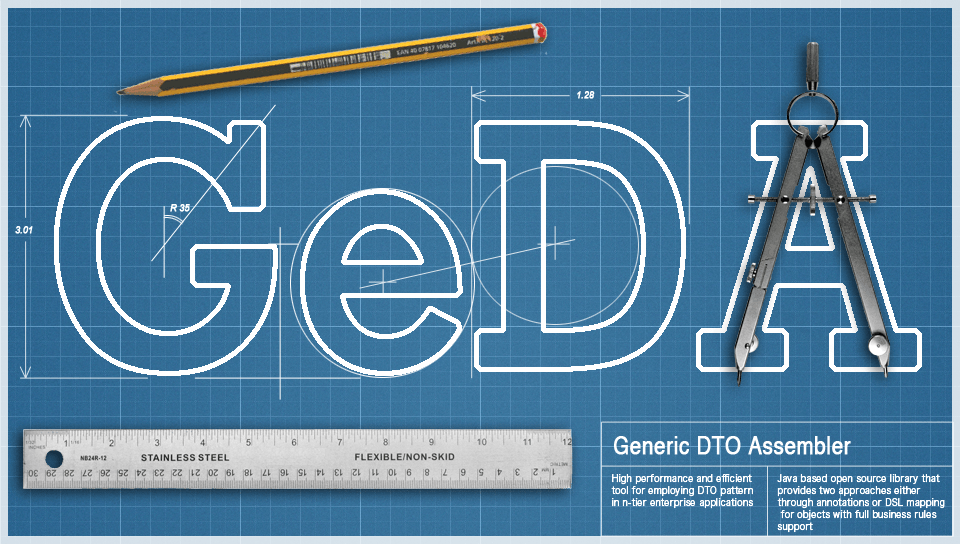 EAN 40 07817 104620
1.28
GeDA
R 35
3.01
1 2 3 4 5 6 7 8 9 10 11 12
NB24R-12 STAINLESS STEEL FLEXIBLE/NON-SKID
30 29 28 27 26 25 24 23 22 21 20 19 18 17 16 15 14 13 12 11 10 9 8 7 6 5 4 3 2 1
Generic DTO Assembler
High performance and efficient
tool for employing DTO pattern
in n-tier enterprise applications
Java based open source library that
provides two approaches either
through annotations or DSL mapping
for objects with full business rules
support